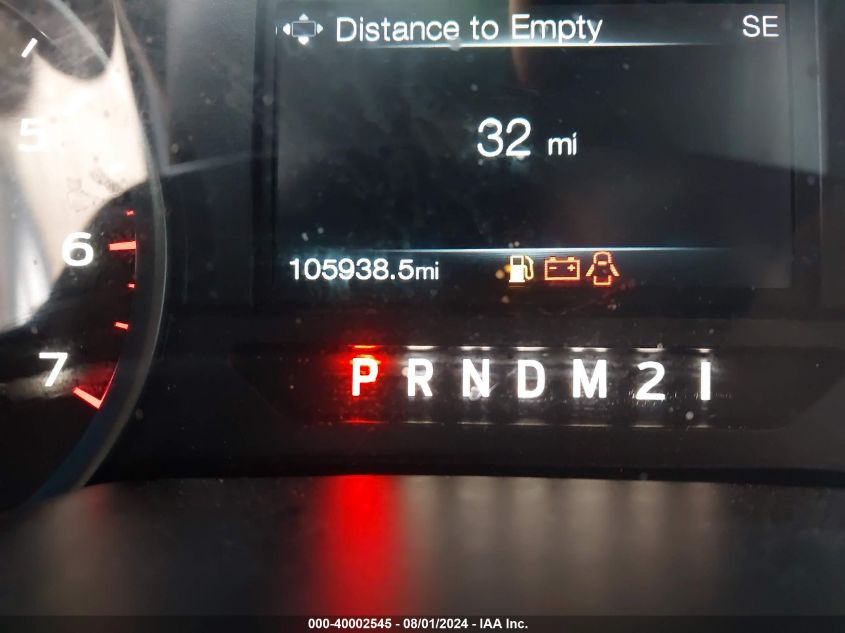 Distance to Empty SE
5
32 mi
6
105938.5mi
7
P R N D M 2 1
000-40002545 - 08/01/2024 - IAA Inc.